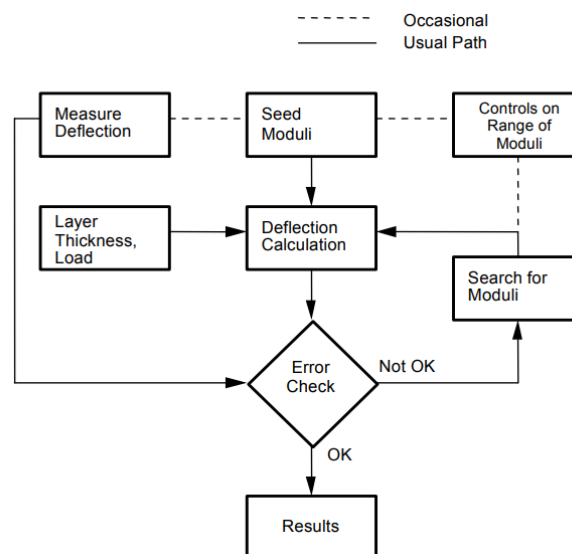 Occasional
Usual Path
Measure
Deflection
Seed
Moduli
Controls on
Range of
Moduli
Layer
Thickness,
Load
Deflection
Calculation
Search for
Moduli
Error
Check
Not OK
OK
Results